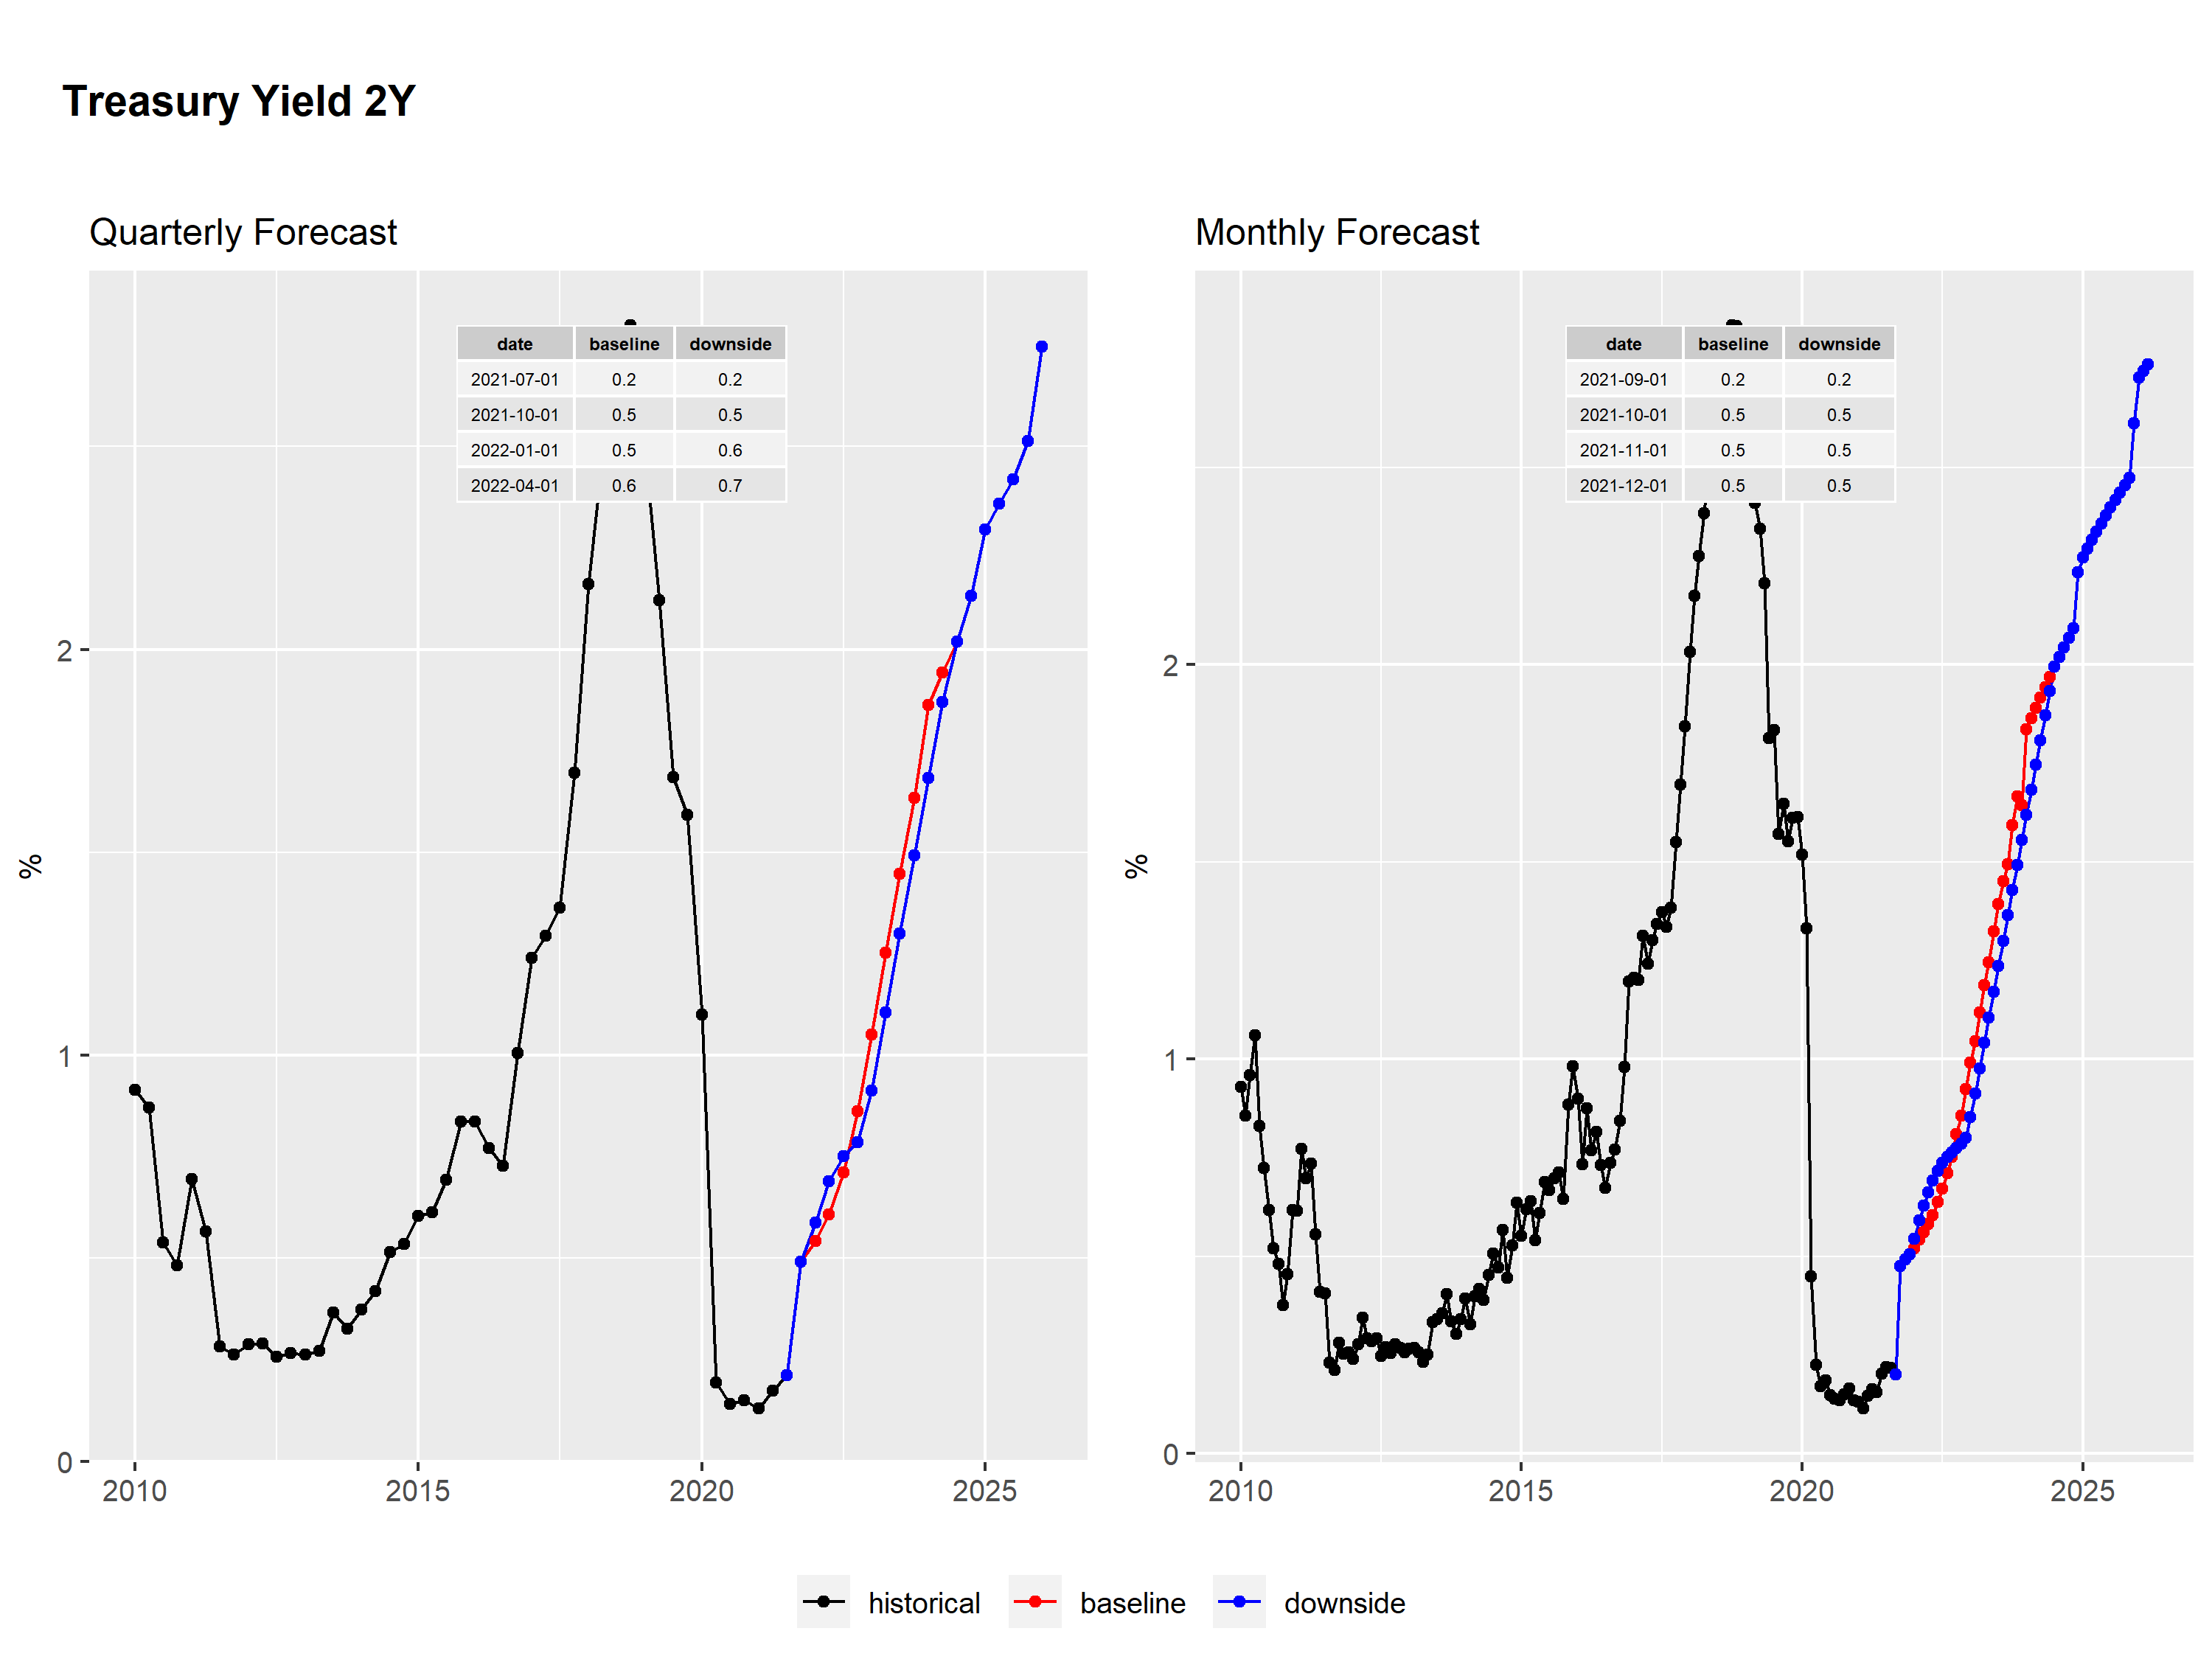 Treasury Yield 2Y
Quarterly Forecast
date baseline downside
2021-07-01 0.2 0.2
2021-10-01 0.5 0.5
2022-01-01 0.5 0.6
2022-04-01 0.6 0.7
%
2
1
0
2010 2015 2020 2025
Monthly Forecast
date baseline downside
2021-09-01 0.2 0.2
2021-10-01 0.5 0.5
2021-11-01 0.5 0.5
2021-12-01 0.5 0.5
%
2
1
0
2010 2015 2020 2025
historical baseline downside